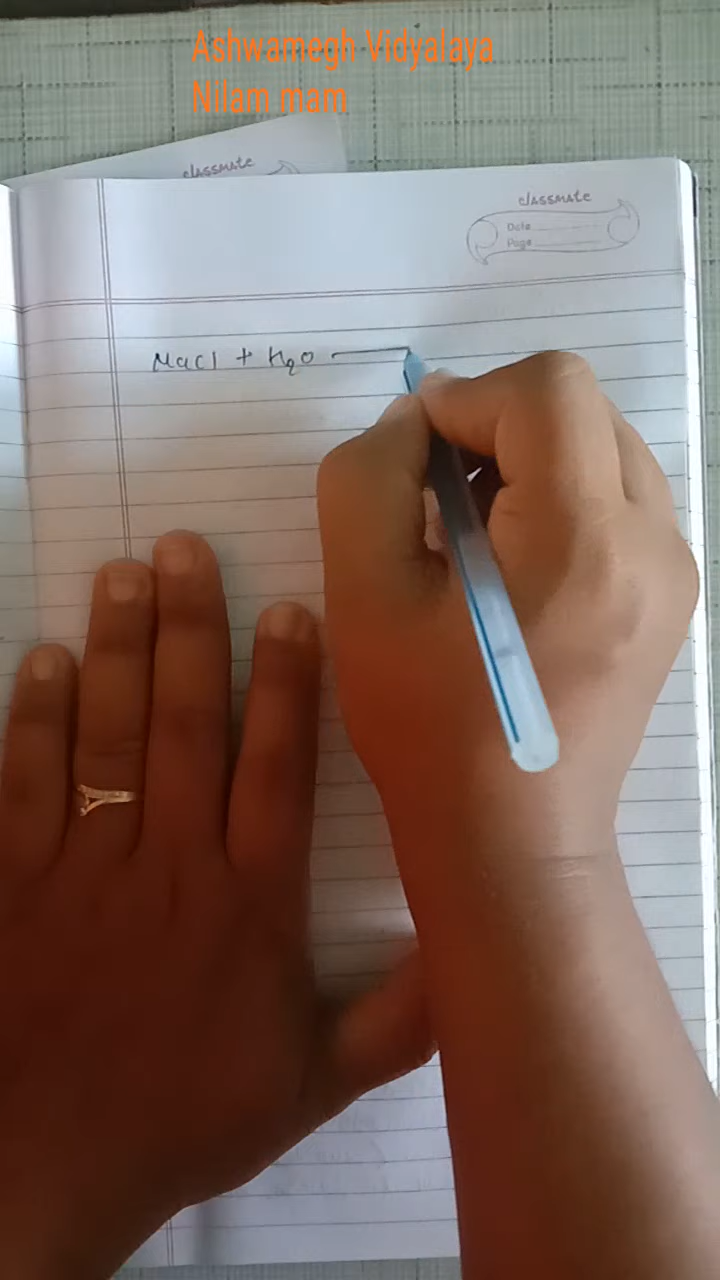 Ashwamegh Vidyalaya
Nilam mam
classmate
classmate
Date
Page
NaCl + H₂O